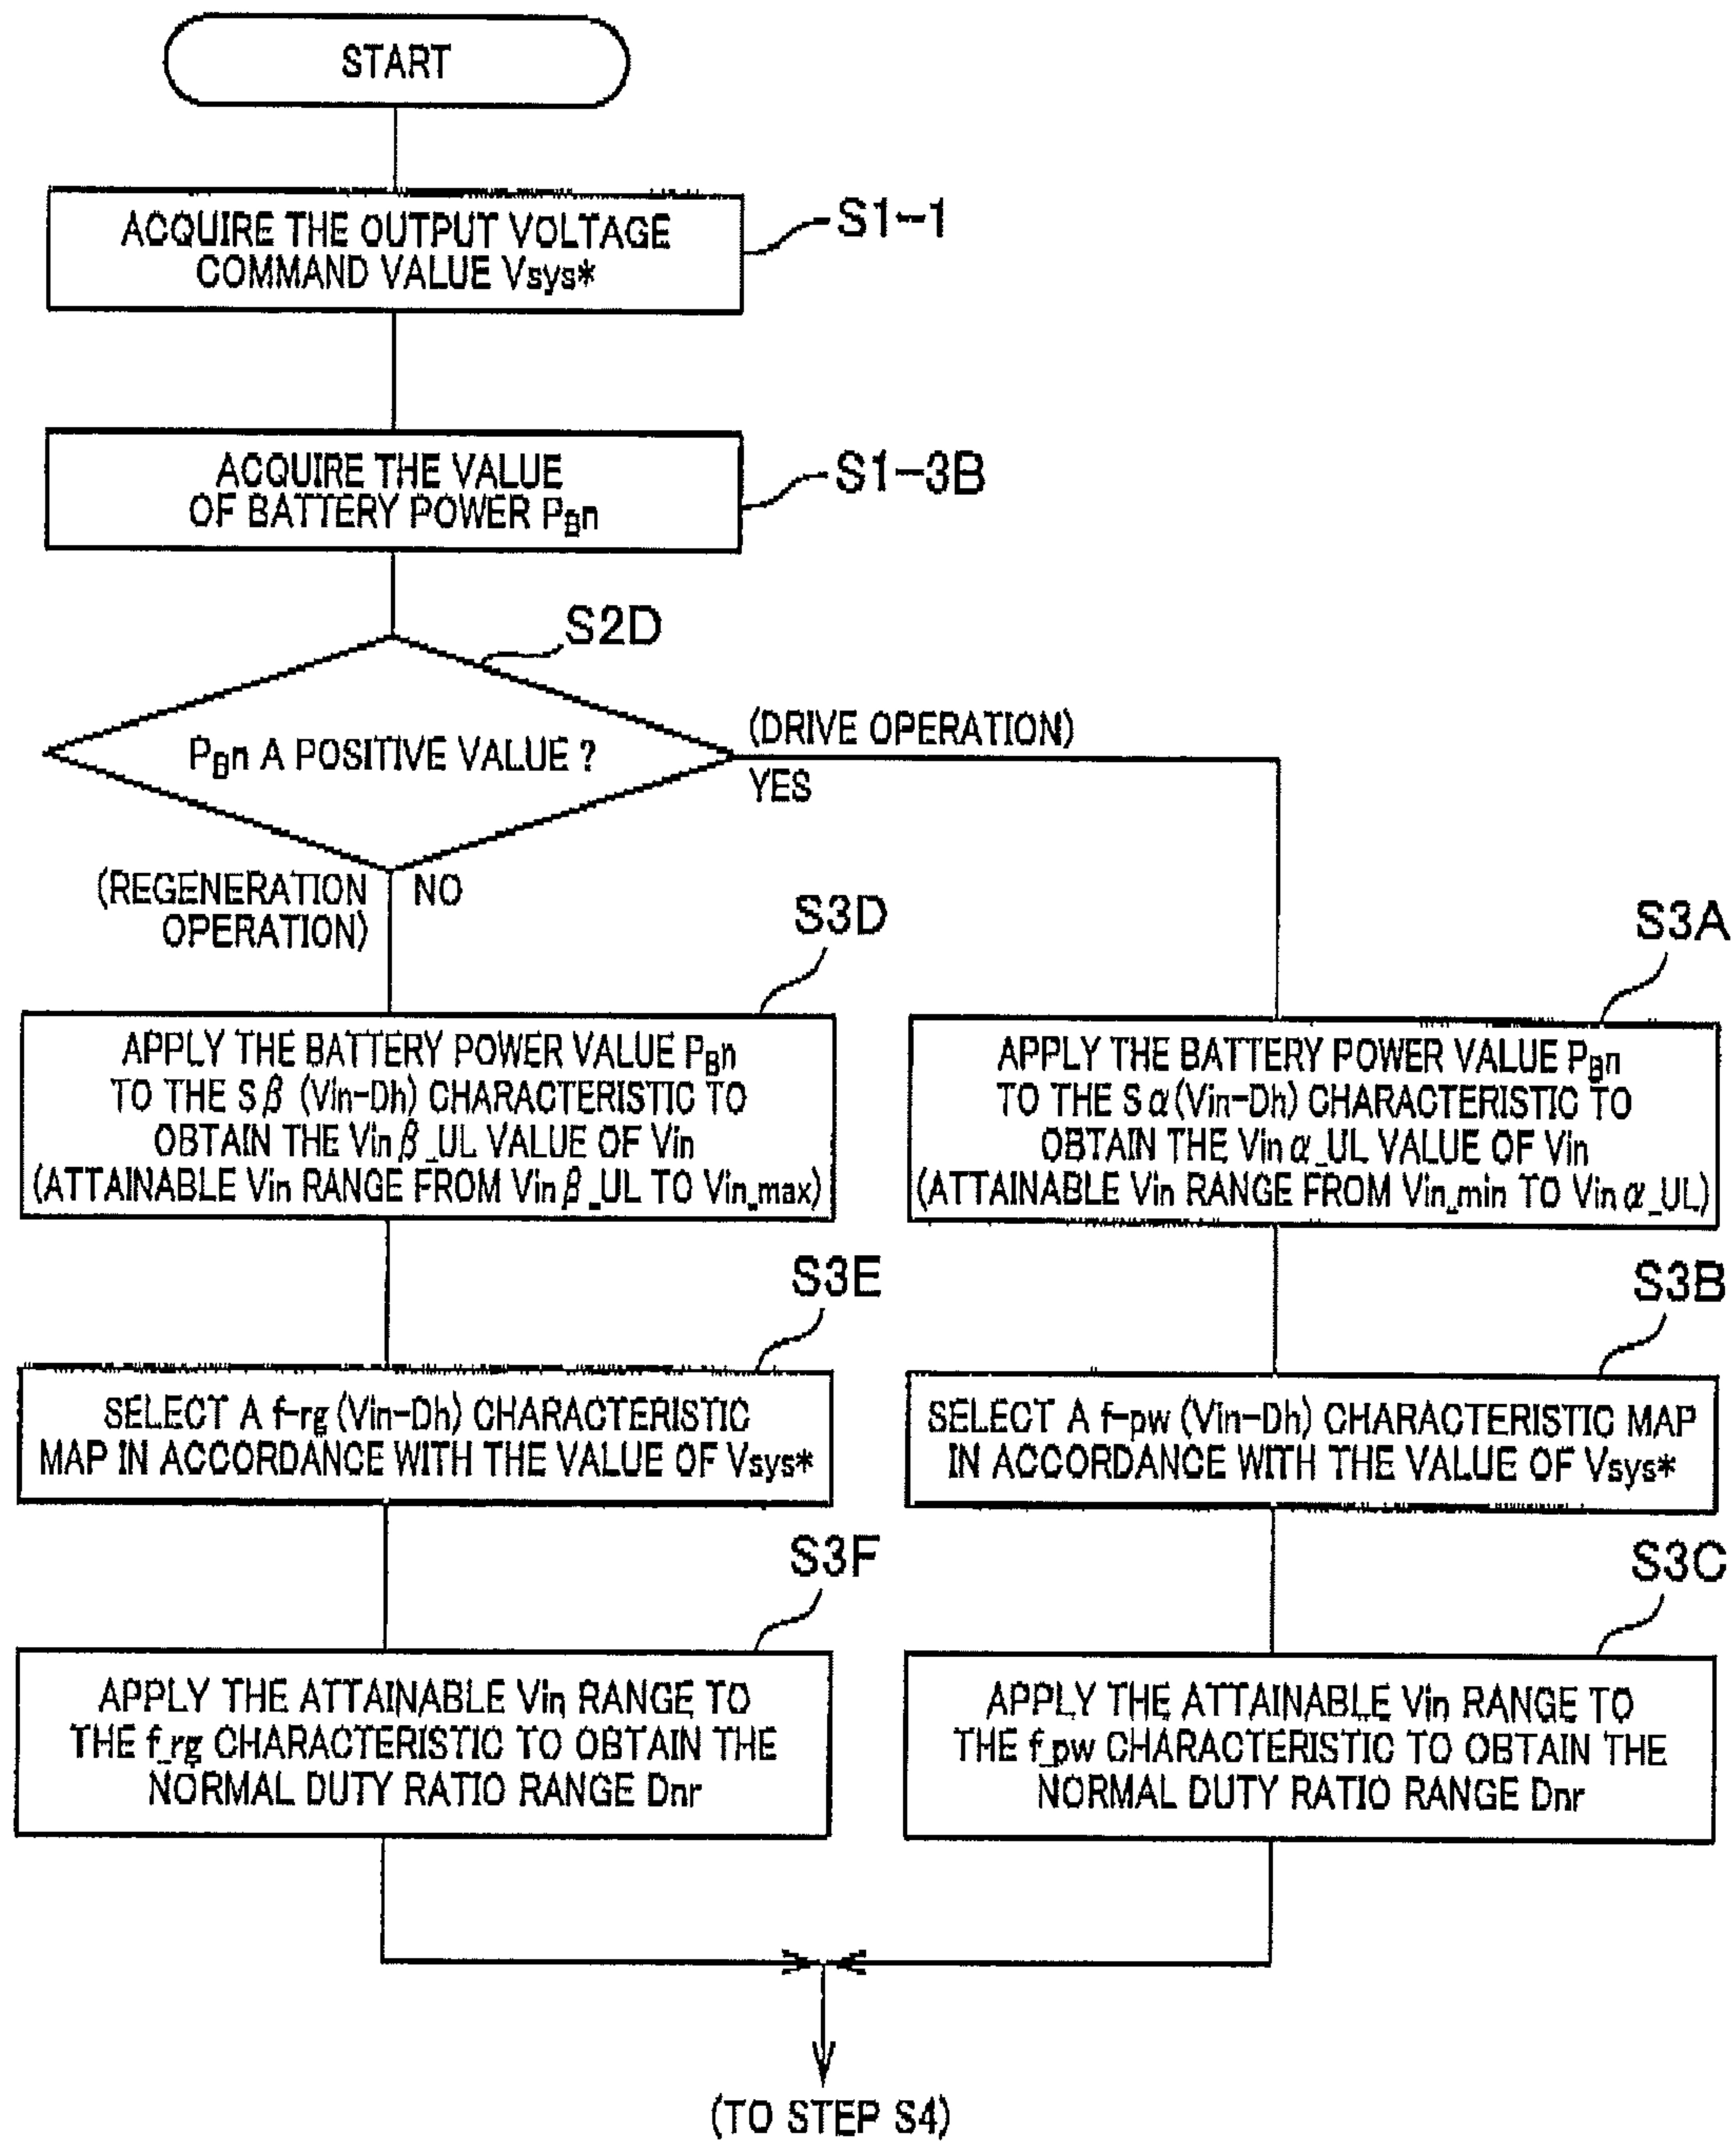 START
ACQUIRE THE OUTPUT VOLTAGE
COMMAND VALUE Vsys*
S1-1
ACQUIRE THE VALUE
OF BATTERY POWER PBn
S1-3B
S2D
PBn A POSITIVE VALUE ?
(DRIVE OPERATION)
YES
(REGENERATION
OPERATION)
NO
S3D
APPLY THE BATTERY POWER VALUE PBn
TO THE Sβ (Vin-Dh) CHARACTERISTIC TO
OBTAIN THE Vinβ_UL VALUE OF Vin
(ATTAINABLE Vin RANGE FROM Vinβ_UL TO Vin_max)
S3A
APPLY THE BATTERY POWER VALUE PBn
TO THE Sα(Vin-Dh) CHARACTERISTIC TO
OBTAIN THE Vinα_UL VALUE OF Vin
(ATTAINABLE Vin RANGE FROM Vin_min TO Vinα_UL)
S3E
SELECT A f-rg (Vin-Dh) CHARACTERISTIC
MAP IN ACCORDANCE WITH THE VALUE OF Vsys*
S3B
SELECT A f-pw (Vin-Dh) CHARACTERISTIC MAP
IN ACCORDANCE WITH THE VALUE OF Vsys*
S3F
APPLY THE ATTAINABLE Vin RANGE TO
THE f_rg CHARACTERISTIC TO OBTAIN THE
NORMAL DUTY RATIO RANGE Dnr
S3C
APPLY THE ATTAINABLE Vin RANGE TO
THE f_pw CHARACTERISTIC TO OBTAIN THE
NORMAL DUTY RATIO RANGE Dnr
(TO STEP S4)